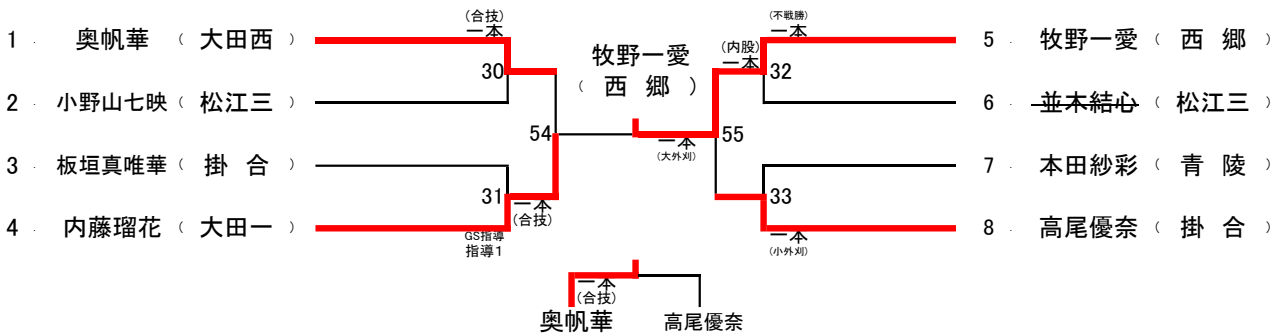 1 奥帆華 （ 大田西 ）
2 小野山七映 （ 松江三 ）
3 板垣真唯華 （ 掛 合 ）
4 内藤瑠花 （ 大田一 ）
(合技)
一本
30
31
GS指導
指導1
54
一本
(合技)
牧野一愛
（ 西 郷 ）
一本
(大外刈)
55
(内股)
一本
(不戦勝)
一本
32
33
一本
(小外刈)
5 牧野一愛 （ 西 郷 ）
6 並木結心 （ 松江三 ）
7 本田紗彩 （ 青 陵 ）
8 高尾優奈 （ 掛 合 ）
一本
(合技)
奥帆華 高尾優奈